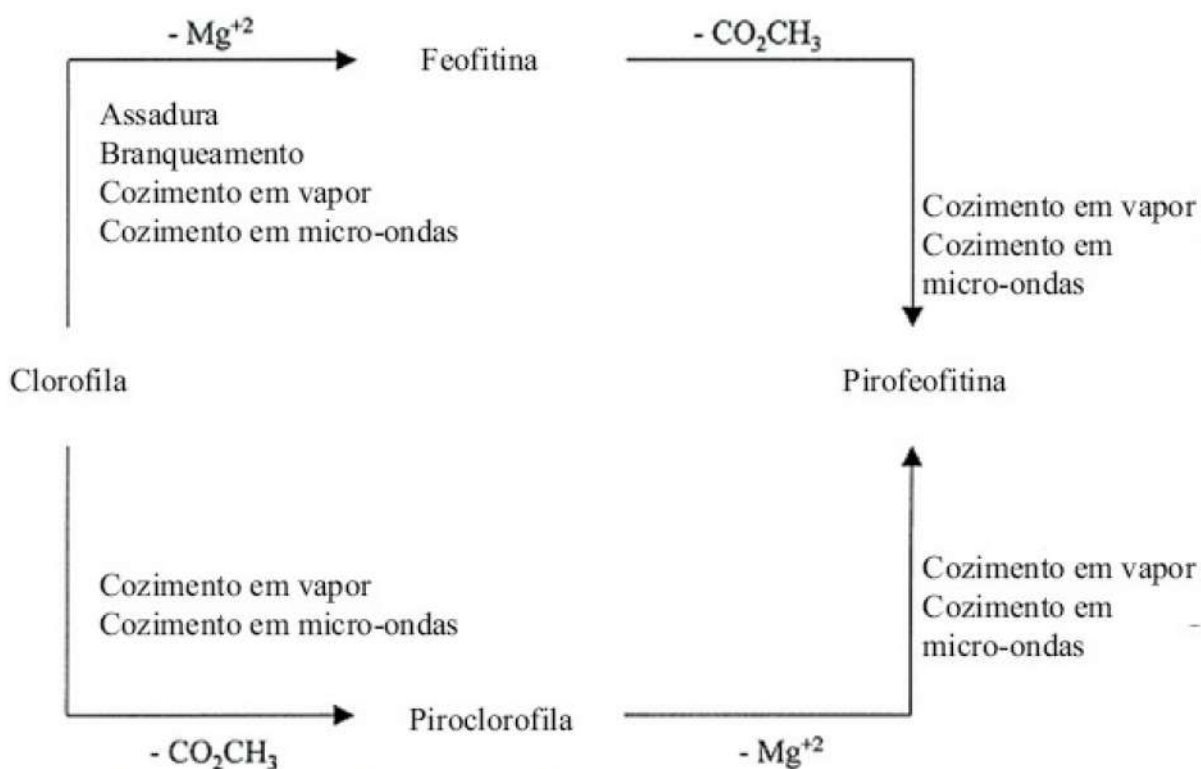 - Mg⁺²
Feofitina
- CO₂CH₃
Assadura
Branqueamento
Cozimento em vapor
Cozimento em micro-ondas
Cozimento em vapor
Cozimento em
micro-ondas
Clorofila
Pirofeofitina
Cozimento em vapor
Cozimento em micro-ondas
Cozimento em vapor
Cozimento em
micro-ondas
Piroclorofila
- CO₂CH₃
- Mg⁺²